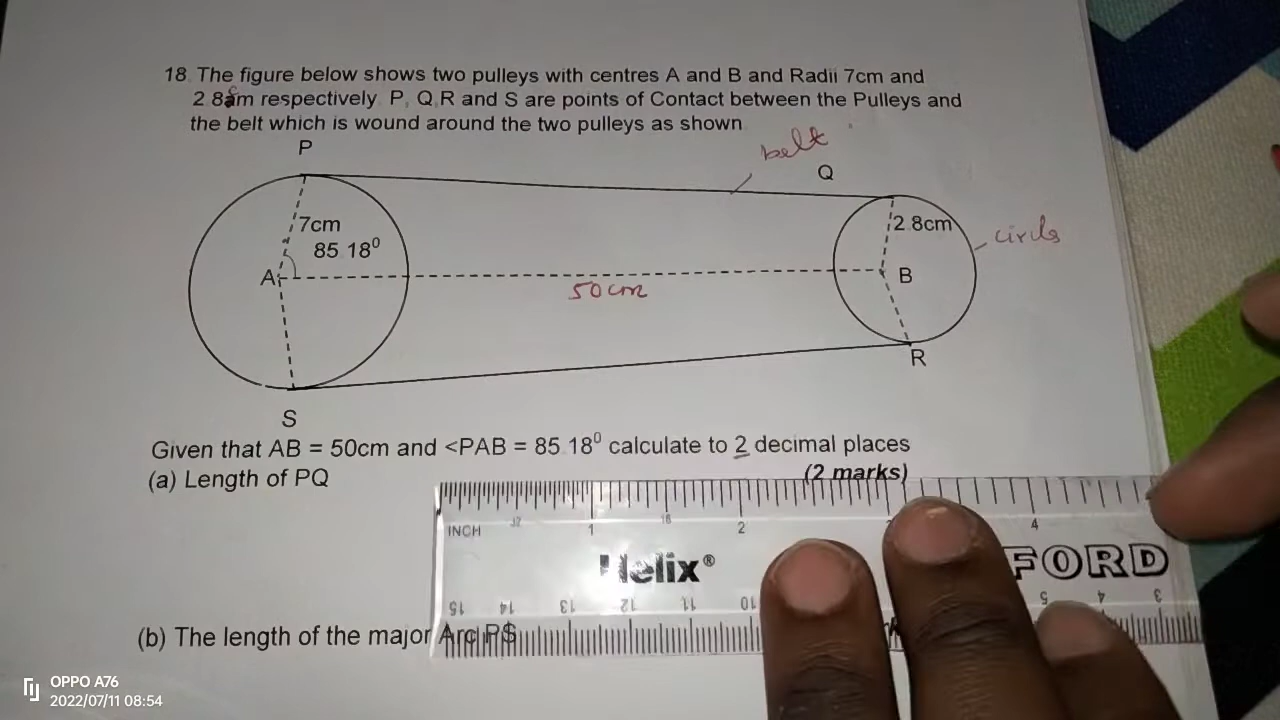 18. The figure below shows two pulleys with centres A and B and Radii 7cm and
2.8cm respectively. P, Q,R and S are points of Contact between the Pulleys and
the belt which is wound around the two pulleys as shown
belt
P
Q
7cm
2.8cm
85.18⁰
circle
A
B
50cm
R
S
Given that AB = 50cm and <PAB = 85.18⁰ calculate to 2 decimal places
(a) Length of PQ
(2 marks)
INCH
1
2
4
Helix®
FORD
15 14 13 12 11 10 5 4 3
(b) The length of the major Arc PS
OPPO A76
2022/07/11 08:54